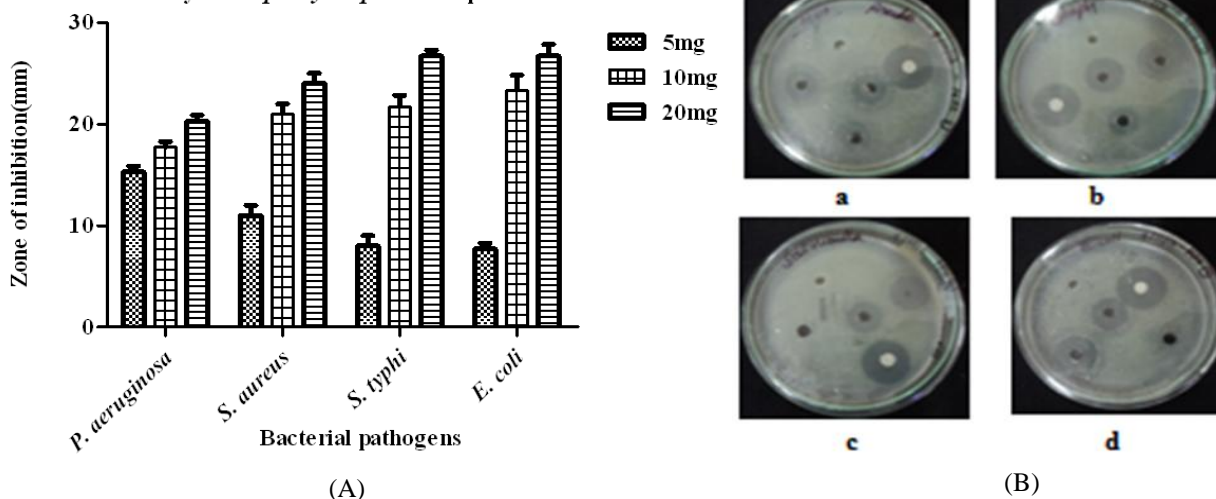 30
20
10
0
Zone of inhibition(mm)
5mg
10mg
20mg
P. aeruginosa
S. aureus
S. typhi
E. coli
Bacterial pathogens
(A)
a
b
c
d
(B)